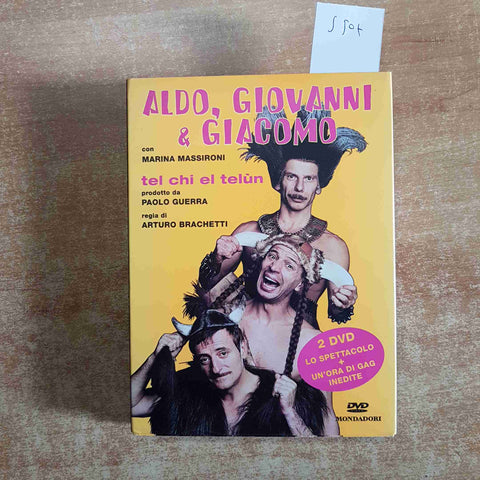 ALDO, GIOVANNI
& GIACOMO
con
MARINA MASSIRONI
tel chi el telùn
prodotto da
PAOLO GUERRA
regia di
ARTURO BRACHETTI
2 DVD
LO SPETTACOLO
+
UN'ORA DI GAG
INEDITE
DVD
MONDADORI